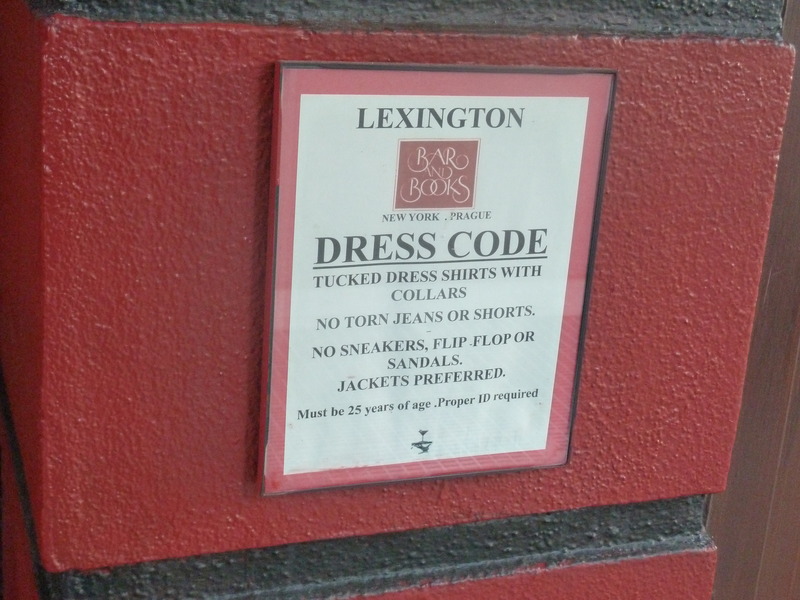 LEXINGTON
BAR
AND
BOOKS
NEW YORK . PRAGUE
DRESS CODE
TUCKED DRESS SHIRTS WITH
COLLARS
NO TORN JEANS OR SHORTS.
NO SNEAKERS, FLIP-FLOP OR
SANDALS.
JACKETS PREFERRED.
Must be 25 years of age .Proper ID required